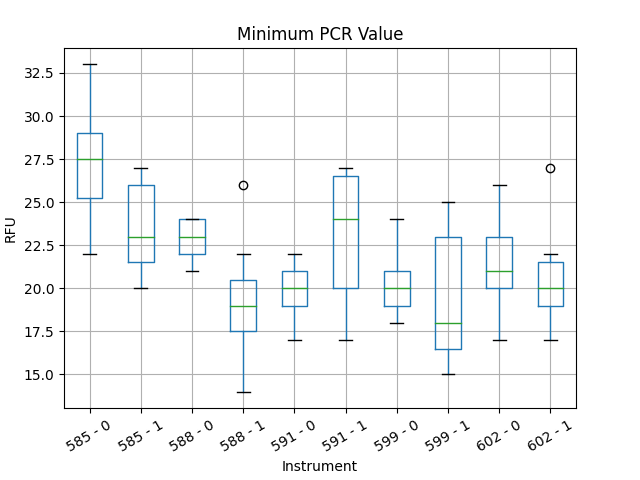 Minimum PCR Value
RFU
32.5
30.0
27.5
25.0
22.5
20.0
17.5
15.0
585 - 0
585 - 1
588 - 0
588 - 1
591 - 0
591 - 1
599 - 0
599 - 1
602 - 0
602 - 1
Instrument